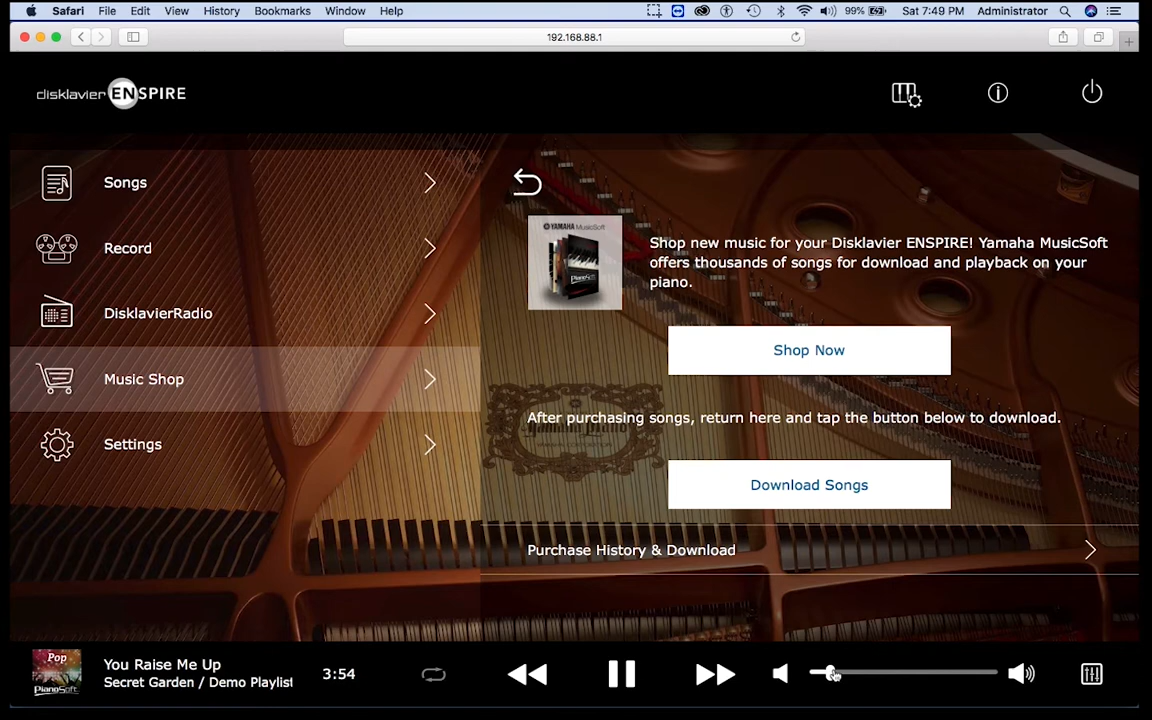 Safari File Edit View History Bookmarks Window Help 99% Sat 7:49 PM Administrator
192.168.88.1
disklavier ENSPIRE
Songs
Record
DisklavierRadio
Music Shop
Settings
YAMAHA MusicSoft
PianoSoft
Shop new music for your Disklavier ENSPIRE! Yamaha MusicSoft
offers thousands of songs for download and playback on your
piano.
Shop Now
After purchasing songs, return here and tap the button below to download.
Download Songs
Purchase History & Download
Pop
PianoSoft
You Raise Me Up
Secret Garden / Demo Playlist
3:54